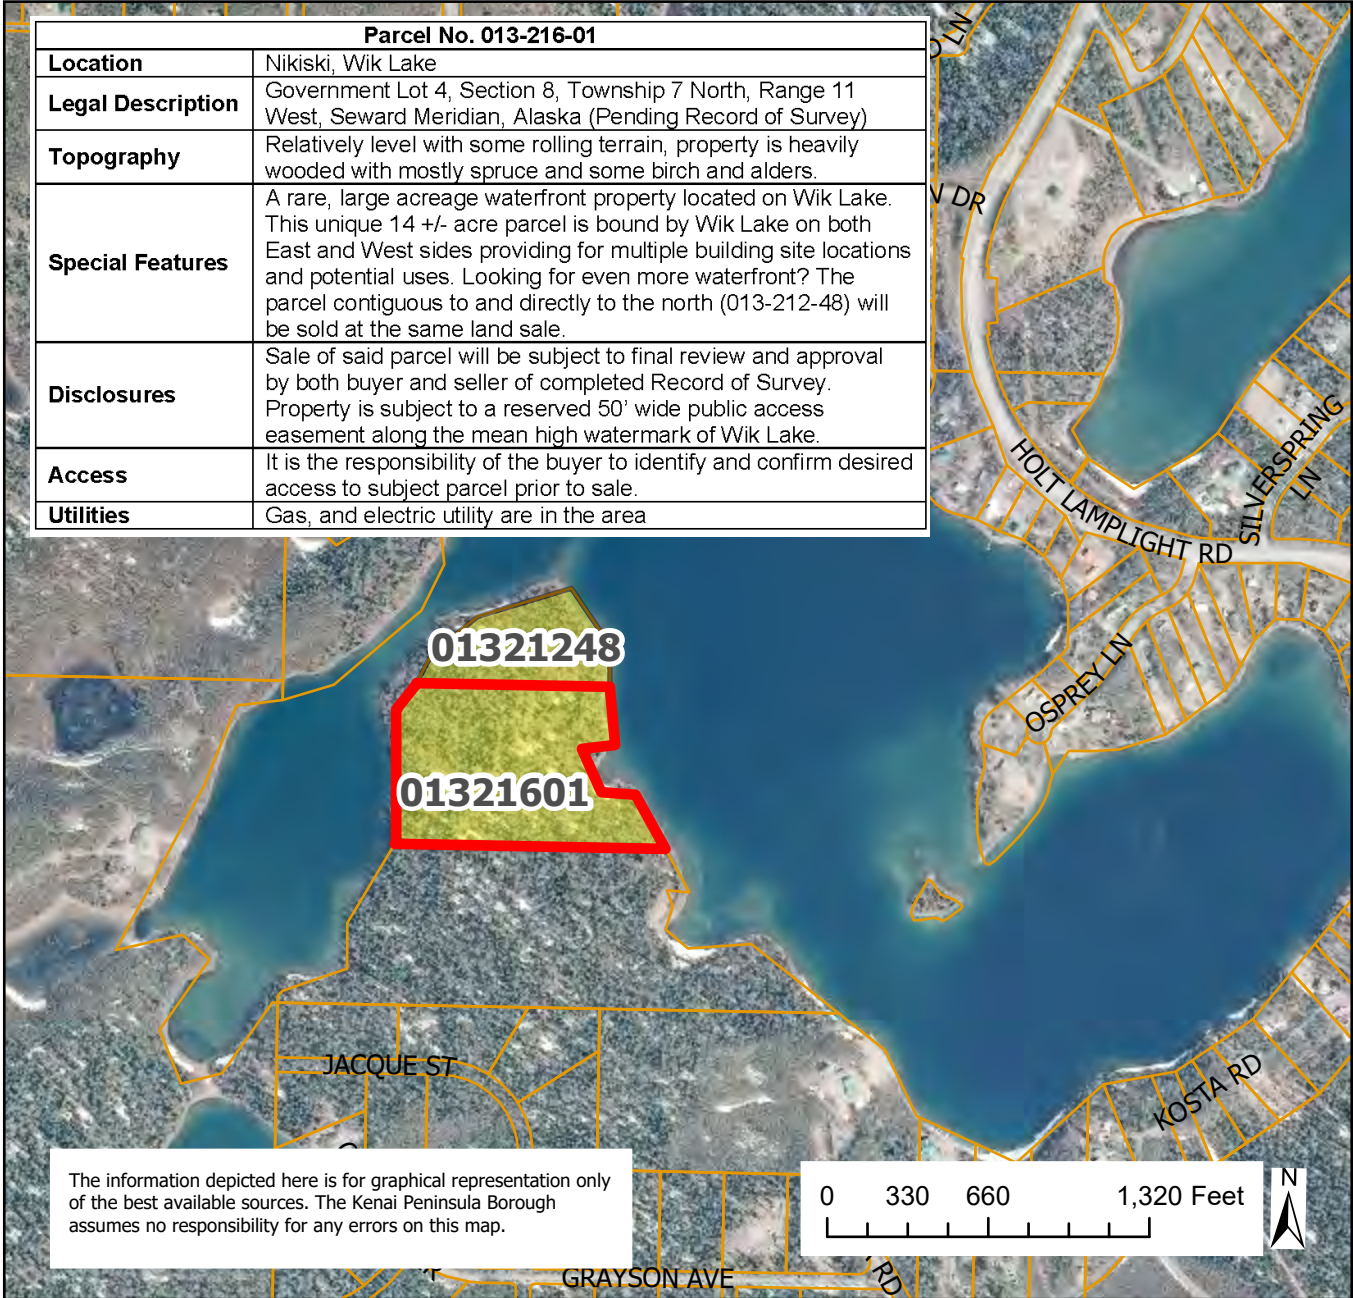 Parcel No. 013-216-01
Location
Nikiski, Wik Lake
Legal Description
Government Lot 4, Section 8, Township 7 North, Range 11
West, Seward Meridian, Alaska (Pending Record of Survey)
Topography
Relatively level with some rolling terrain, property is heavily
wooded with mostly spruce and some birch and alders.
Special Features
A rare, large acreage waterfront property located on Wik Lake.
This unique 14 +/- acre parcel is bound by Wik Lake on both
East and West sides providing for multiple building site locations
and potential uses. Looking for even more waterfront? The
parcel contiguous to and directly to the north (013-212-48) will
be sold at the same land sale.
Disclosures
Sale of said parcel will be subject to final review and approval
by both buyer and seller of completed Record of Survey.
Property is subject to a reserved 50' wide public access
easement along the mean high watermark of Wik Lake.
Access
It is the responsibility of the buyer to identify and confirm desired
access to subject parcel prior to sale.
Utilities
Gas, and electric utility are in the area
LN
DR
HOLT LAMPLIGHT RD
SILVERSPRING
LN
OSPREY LN
01321248
01321601
JACQUE ST
KOSTA RD
The information depicted here is for graphical representation only
of the best available sources. The Kenai Peninsula Borough
assumes no responsibility for any errors on this map.
0 330 660 1,320 Feet
N
GRAYSON AVE
RD